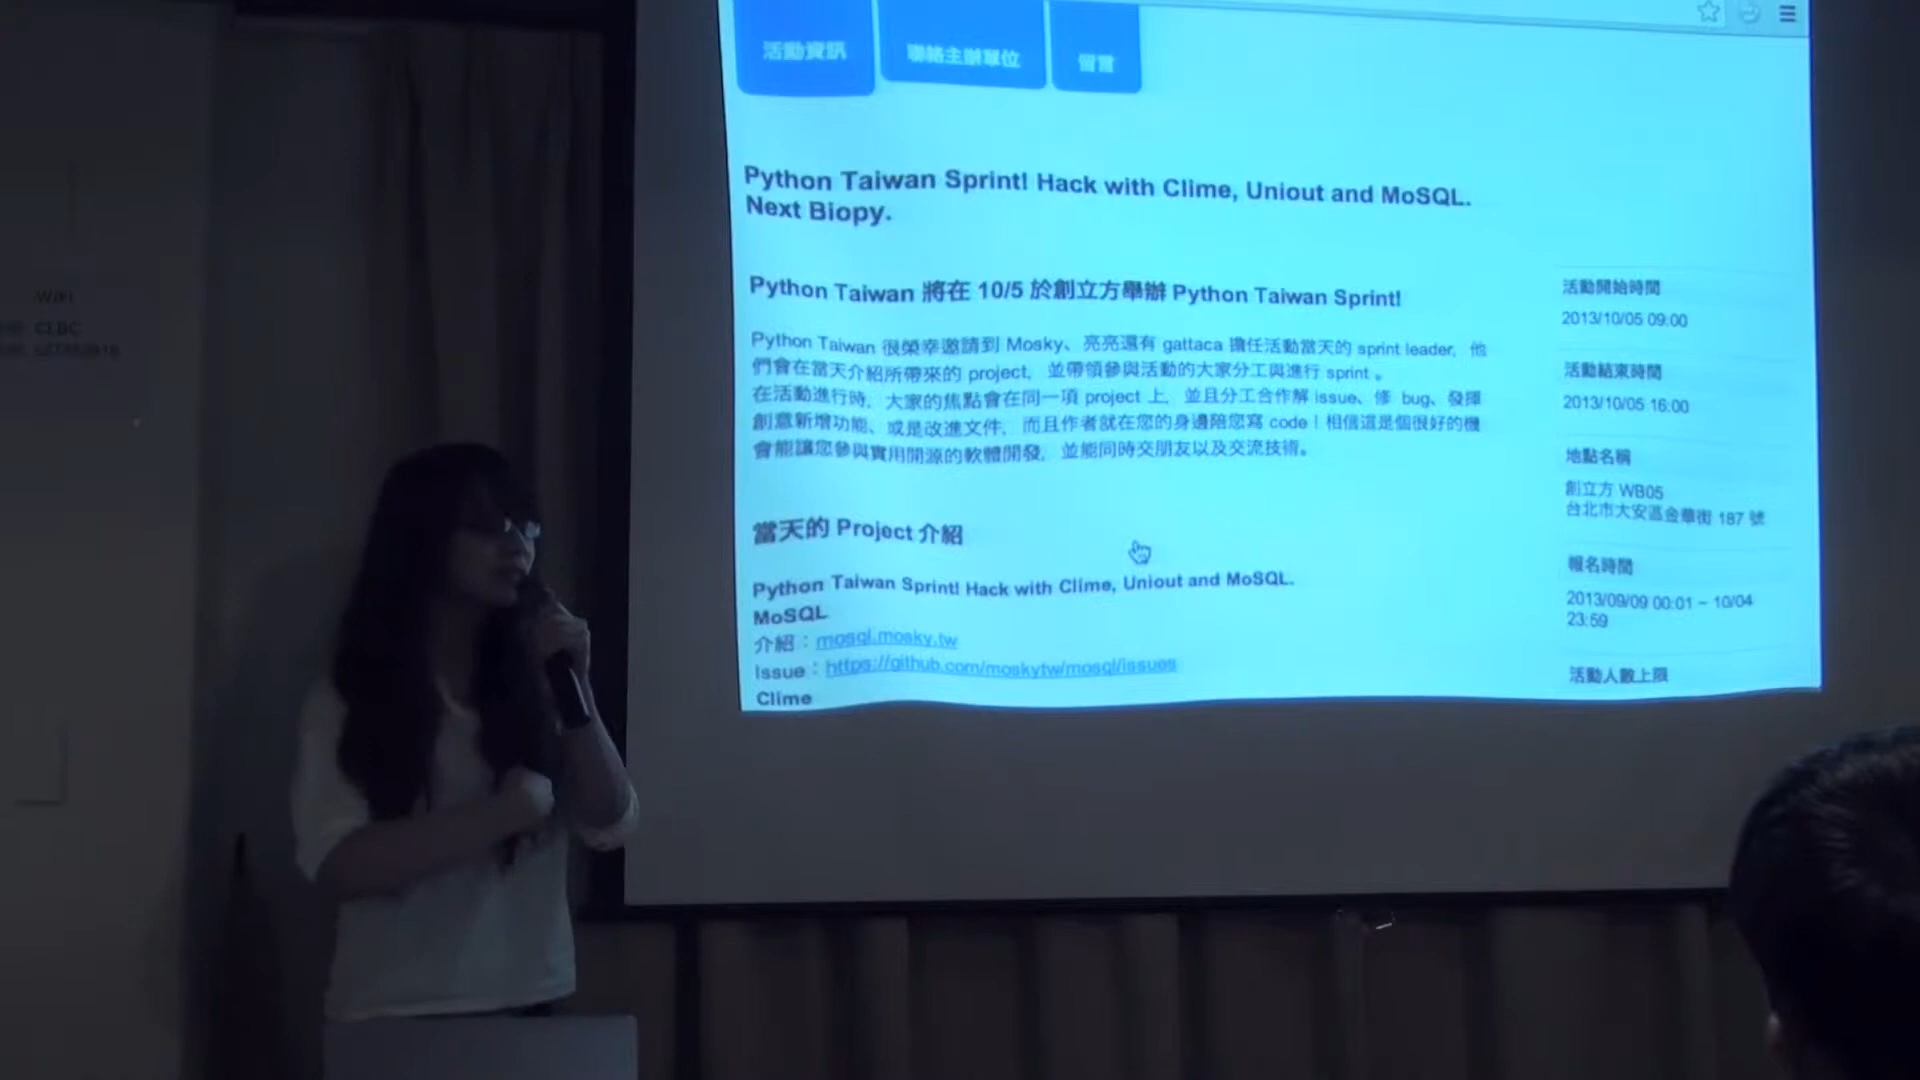 活動資訊
聯絡主辦單位
留言
Python Taiwan Sprint! Hack with Clime, Uniout and MoSQL.
Next Biopy.
Python Taiwan 將在 10/5 於創立方舉辦 Python Taiwan Sprint!
Python Taiwan 很榮幸邀請到 Mosky、亮亮還有 gattaca 擔任活動當天的 sprint leader, 他
們會在當天介紹所帶來的 project, 並帶領參與活動的大家分工與進行 sprint 。
在活動進行時, 大家的焦點會在同一項 project 上, 並且分工合作解 issue、修 bug、發揮
創意新增功能、或是改進文件, 而且作者就在您的身邊陪您寫 code！相信這是個很好的機
會能讓您參與實用開源的軟體開發, 並能同時交朋友以及交流技術。
當天的 Project 介紹
Python Taiwan Sprint! Hack with Clime, Uniout and MoSQL.
MoSQL
介紹：mosql.mosky.tw
Issue：https://github.com/moskytw/mosql/issues
Clime
活動開始時間
2013/10/05 09:00
活動結束時間
2013/10/05 16:00
地點名稱
創立方 WB05
台北市大安區金華街 187 號
報名時間
2013/09/09 00:01 ~ 10/04
23:59
活動人數上限
Wiki
CEBC